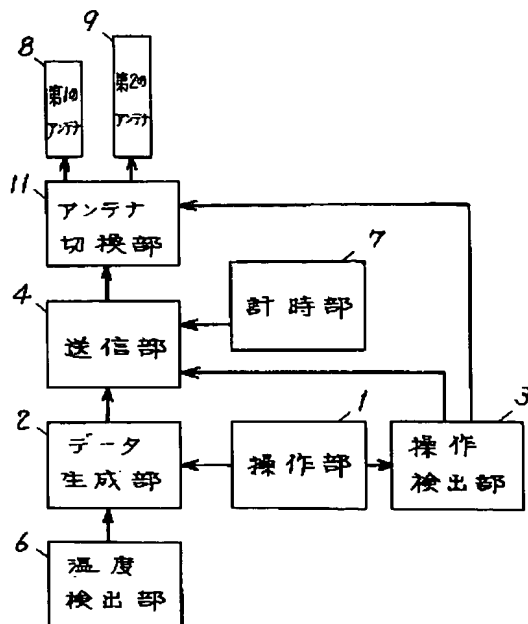 9
8
第1の
アンテナ
第2の
アンテナ
11
アンテナ
切換部
7
計時部
4
送信部
2
データ
生成部
1
操作部
3
操作
検出部
6
温度
検出部